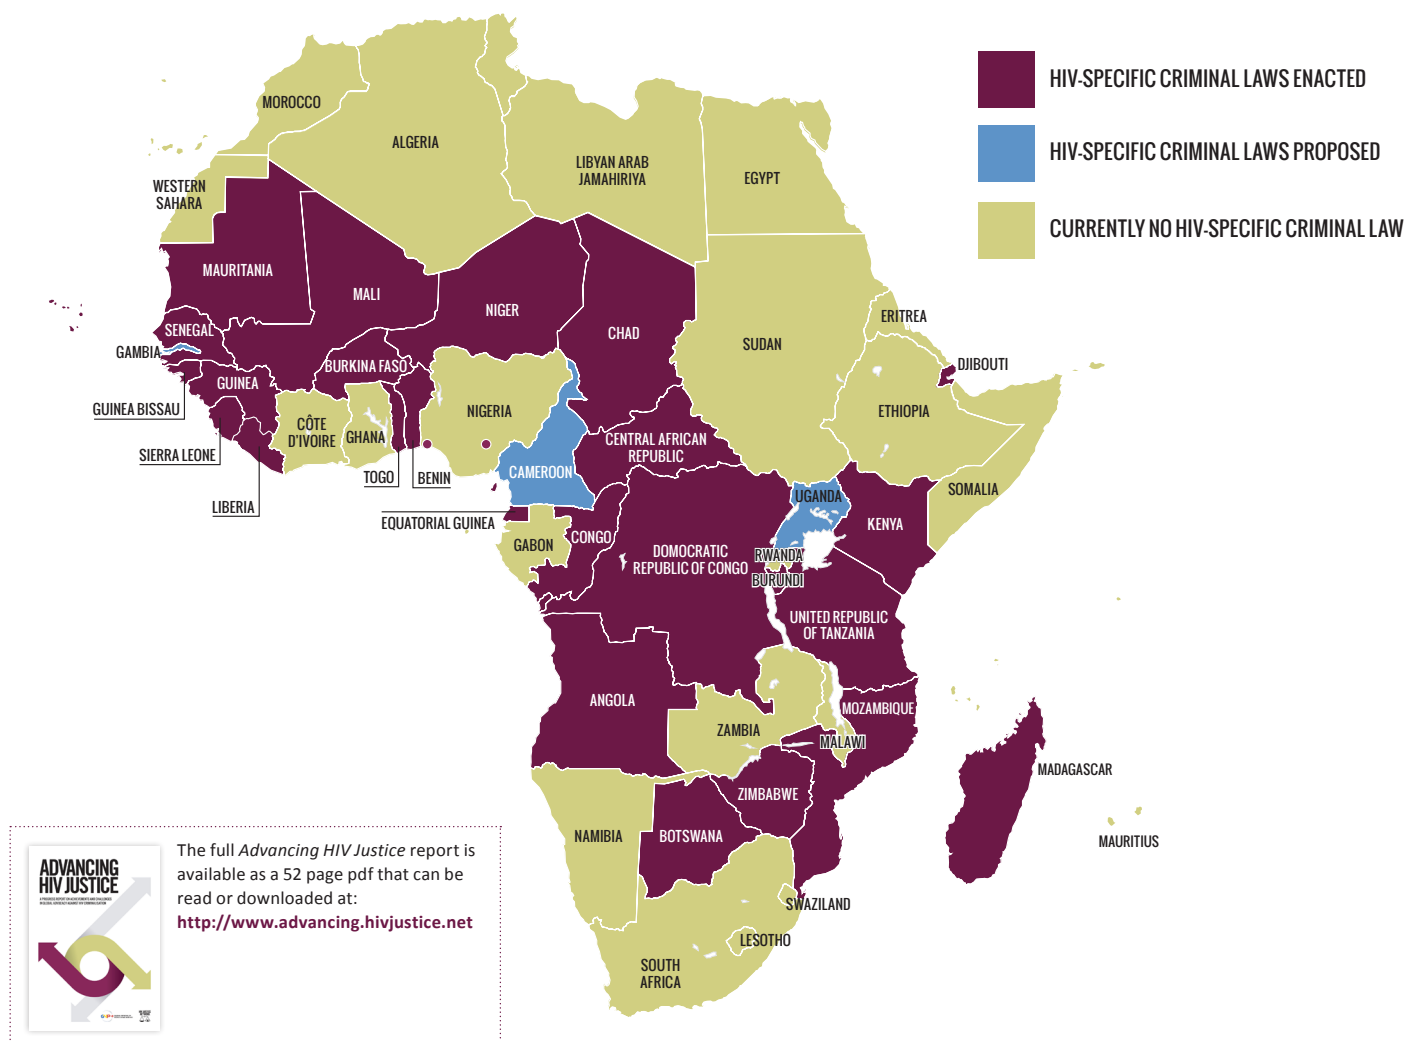 HIV-SPECIFIC CRIMINAL LAWS ENACTED
HIV-SPECIFIC CRIMINAL LAWS PROPOSED
CURRENTLY NO HIV-SPECIFIC CRIMINAL LAW
MOROCCO
ALGERIA
LIBYAN ARAB
JAMAHIRIYA
EGYPT
WESTERN
SAHARA
MAURITANIA
MALI
NIGER
CHAD
SUDAN
ERITREA
SENEGAL
GAMBIA
DJIBOUTI
BURKINA FASO
GUINEA
GUINEA BISSAU
NIGERIA
ETHIOPIA
CÔTE
D'IVOIRE
GHANA
SIERRA LEONE
TOGO
BENIN
LIBERIA
CENTRAL AFRICAN
REPUBLIC
CAMEROON
SOMALIA
UGANDA
KENYA
EQUATORIAL GUINEA
GABON
CONGO
DOMOCRATIC
REPUBLIC OF CONGO
RWANDA
BURUNDI
UNITED REPUBLIC
OF TANZANIA
ANGOLA
MOZAMBIQUE
ZAMBIA
MALAWI
MADAGASCAR
ZIMBABWE
NAMIBIA
BOTSWANA
MAURITIUS
SWAZILAND
LESOTHO
SOUTH
AFRICA
ADVANCING
HIV JUSTICE
The full Advancing HIV Justice report is
available as a 52 page pdf that can be
read or downloaded at:
http://www.advancing.hivjustice.net